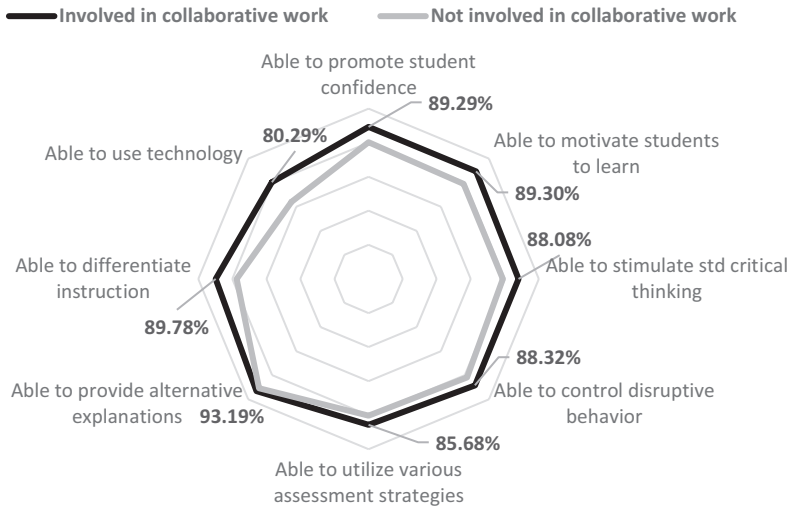 Involved in collaborative work
Not involved in collaborative work
Able to promote student
confidence
89.29%
80.29%
Able to motivate students
to learn
Able to use technology
89.30%
88.08%
Able to differentiate
instruction
Able to stimulate std critical
thinking
89.78%
88.32%
Able to provide alternative
explanations
93.19%
Able to control disruptive
behavior
85.68%
Able to utilize various
assessment strategies